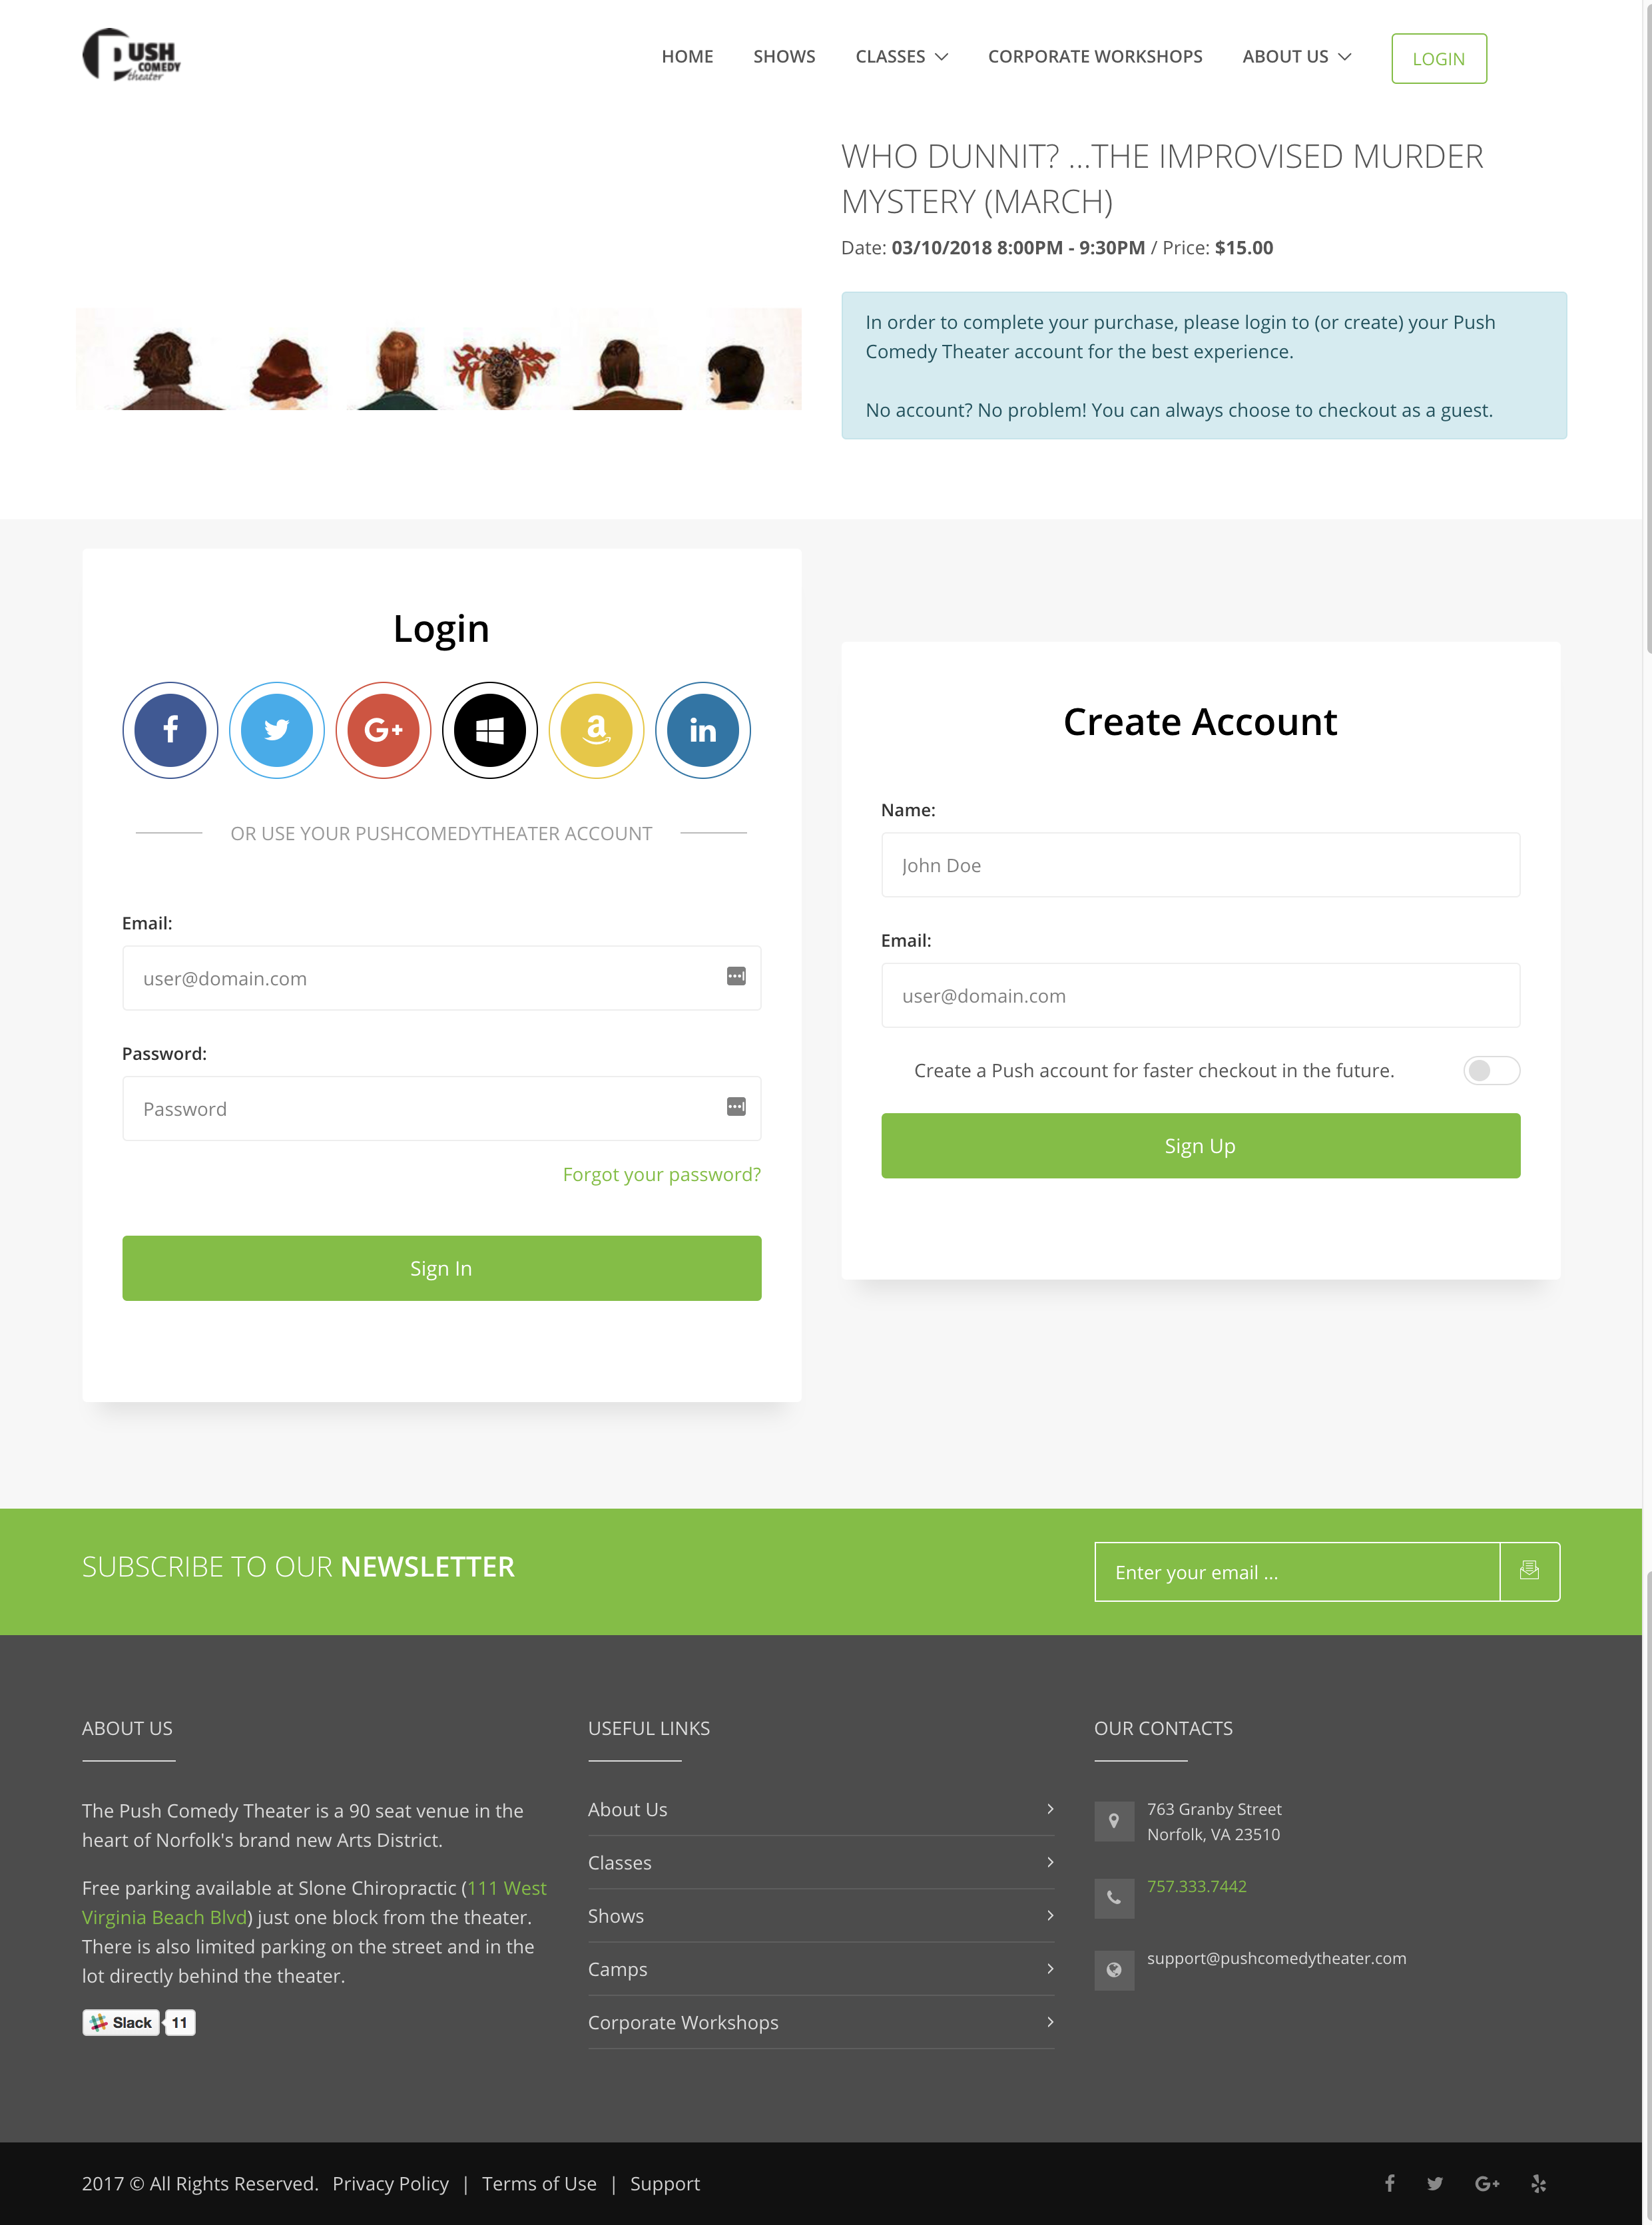 PUSH
COMEDY
theater
HOME
SHOWS
CLASSES
CORPORATE WORKSHOPS
ABOUT US
LOGIN
WHO DUNNIT? ...THE IMPROVISED MURDER
MYSTERY (MARCH)
Date: 03/10/2018 8:00PM - 9:30PM / Price: $15.00
In order to complete your purchase, please login to (or create) your Push
Comedy Theater account for the best experience.
No account? No problem! You can always choose to checkout as a guest.
Login
OR USE YOUR PUSHCOMEDYTHEATER ACCOUNT
Email:
user@domain.com
Password:
Password
Forgot your password?
Sign In
Create Account
Name:
John Doe
Email:
user@domain.com
Create a Push account for faster checkout in the future.
Sign Up
SUBSCRIBE TO OUR NEWSLETTER
Enter your email ...
ABOUT US
The Push Comedy Theater is a 90 seat venue in the
heart of Norfolk's brand new Arts District.
Free parking available at Slone Chiropractic (111 West
Virginia Beach Blvd) just one block from the theater.
There is also limited parking on the street and in the
lot directly behind the theater.
Slack 11
USEFUL LINKS
About Us
Classes
Shows
Camps
Corporate Workshops
OUR CONTACTS
763 Granby Street
Norfolk, VA 23510
757.333.7442
support@pushcomedytheater.com
2017 © All Rights Reserved. Privacy Policy | Terms of Use | Support